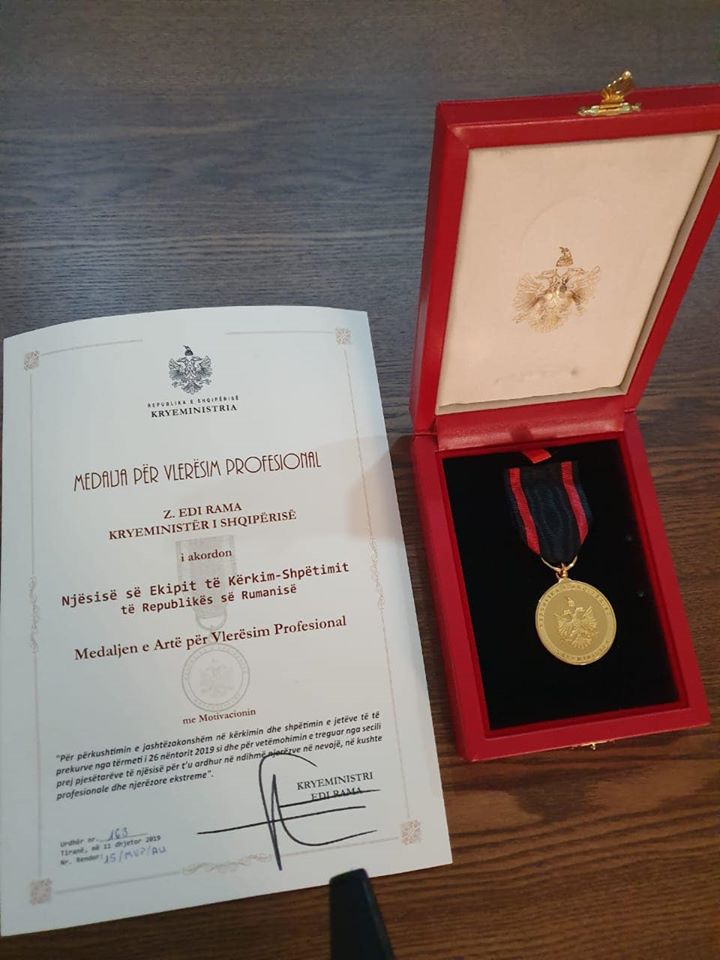 REPUBLIKA E SHQIPËRISË
KRYEMINISTRIA
MEDALJA PËR VLERËSIM PROFESIONAL
Z. EDI RAMA
KRYEMINISTËR I SHQIPËRISË
i akordon
Njësisë së Ekipit të Kërkim-Shpëtimit
të Republikës së Rumanisë
Medaljen e Artë për Vlerësim Profesional
me Motivacionin
"Për përkushtimin e jashtëzakonshëm në kërkimin dhe shpëtimin e jetëve të të
prekurve nga tërmeti i 26 nëntorit 2019 si dhe për vetëmohimin e treguar nga secili
prej pjesëtarëve të njësisë për t'u ardhur në ndihmë njerëzve në nevojë, në kushte
profesionale dhe njerëzore ekstreme".
KRYEMINISTRI
EDI RAMA
Urdhër nr. 163
Tiranë, më 11 dhjetor 2019
Nr. Rendor: 15/MVP/AU